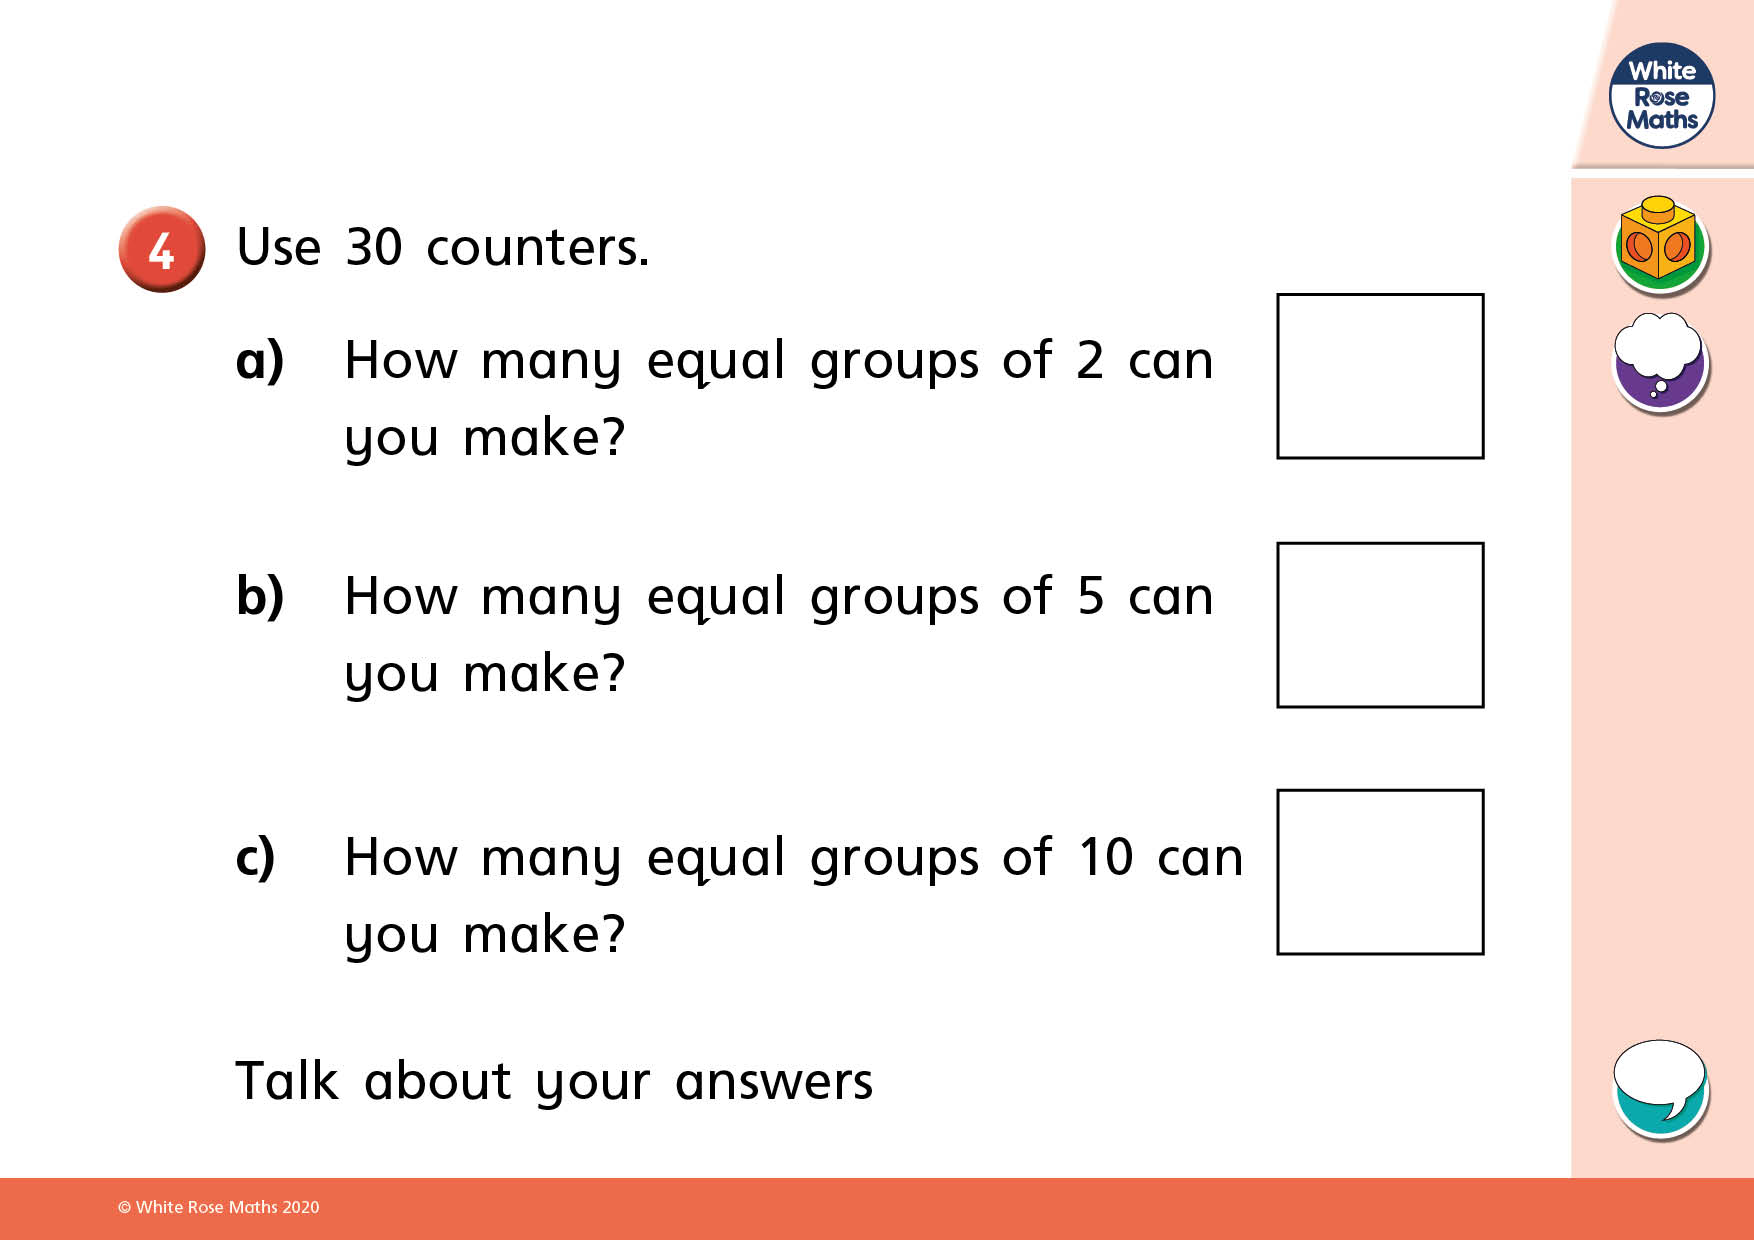 White
Rose
Maths
4 Use 30 counters.
a) How many equal groups of 2 can
you make?
b) How many equal groups of 5 can
you make?
c) How many equal groups of 10 can
you make?
Talk about your answers
© White Rose Maths 2020